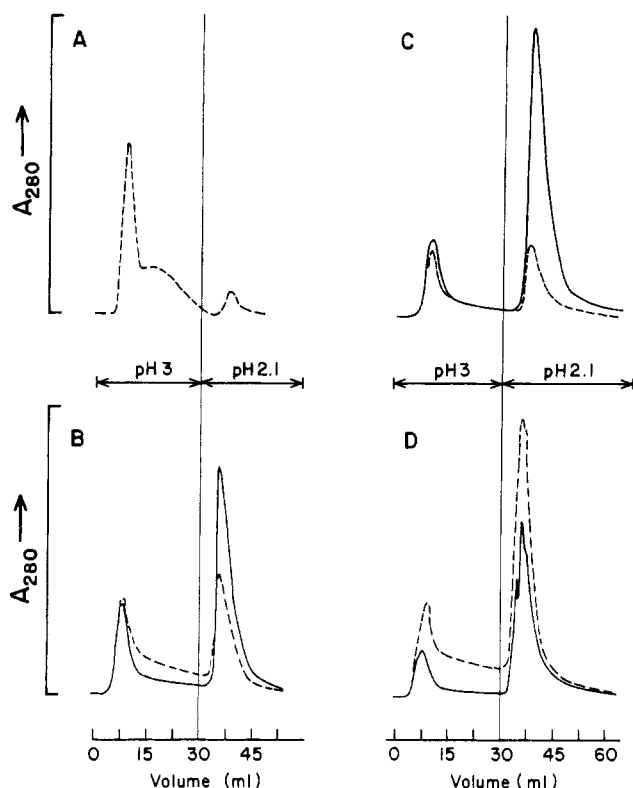 A
C
A280
pH 3
pH 2.1
pH 3
pH 2.1
B
D
A280
0 15 30 45
0 15 30 45 60
Volume (ml)
Volume (ml)